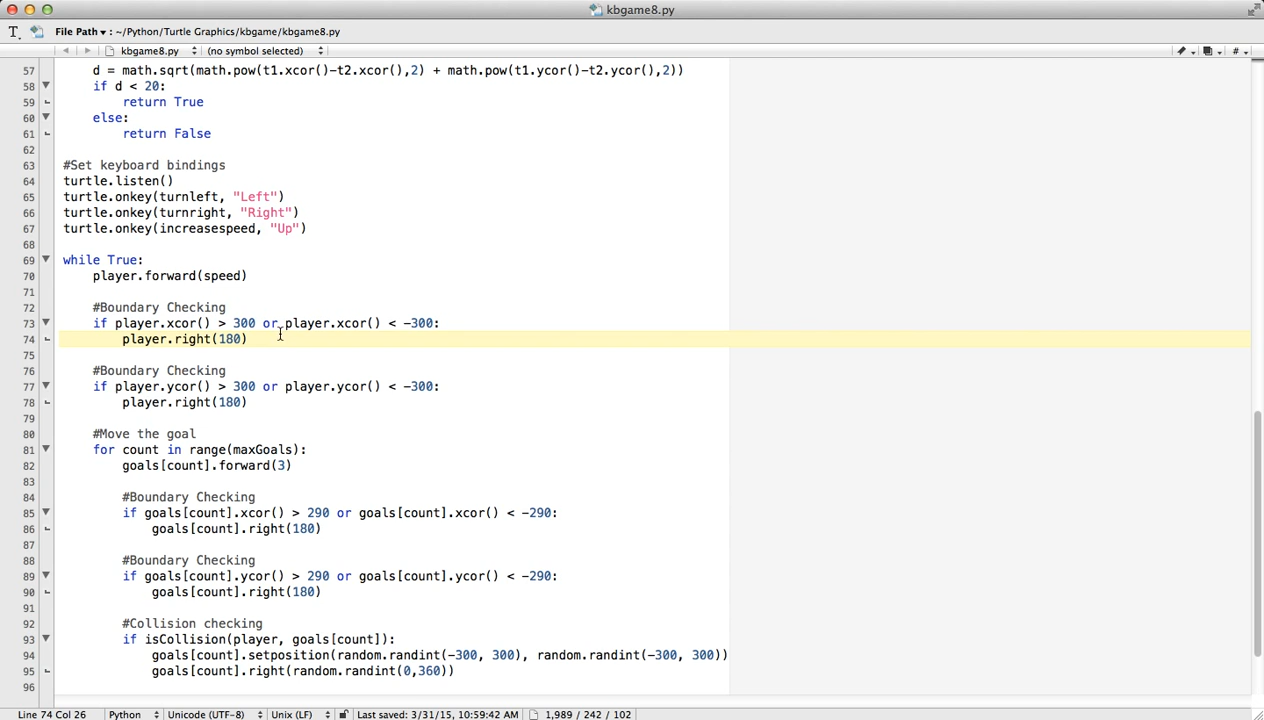 kbgame8.py
File Path ▾ : ~/Python/Turtle Graphics/kbgame/kbgame8.py
kbgame8.py (no symbol selected) #
57 d = math.sqrt(math.pow(t1.xcor()-t2.xcor(),2) + math.pow(t1.ycor()-t2.ycor(),2))
58 if d < 20:
59 return True
60 else:
61 return False
62
63 #Set keyboard bindings
64 turtle.listen()
65 turtle.onkey(turnleft, "Left")
66 turtle.onkey(turnright, "Right")
67 turtle.onkey(increasespeed, "Up")
68
69 while True:
70 player.forward(speed)
71
72 #Boundary Checking
73 if player.xcor() > 300 or player.xcor() < -300:
74 player.right(180)
75
76 #Boundary Checking
77 if player.ycor() > 300 or player.ycor() < -300:
78 player.right(180)
79
80 #Move the goal
81 for count in range(maxGoals):
82 goals[count].forward(3)
83
84 #Boundary Checking
85 if goals[count].xcor() > 290 or goals[count].xcor() < -290:
86 goals[count].right(180)
87
88 #Boundary Checking
89 if goals[count].ycor() > 290 or goals[count].ycor() < -290:
90 goals[count].right(180)
91
92 #Collision checking
93 if isCollision(player, goals[count]):
94 goals[count].setposition(random.randint(-300, 300), random.randint(-300, 300))
95 goals[count].right(random.randint(0,360))
96
Line 74 Col 26 Python Unicode (UTF-8) Unix (LF) Last saved: 3/31/15, 10:59:42 AM 1,989 / 242 / 102